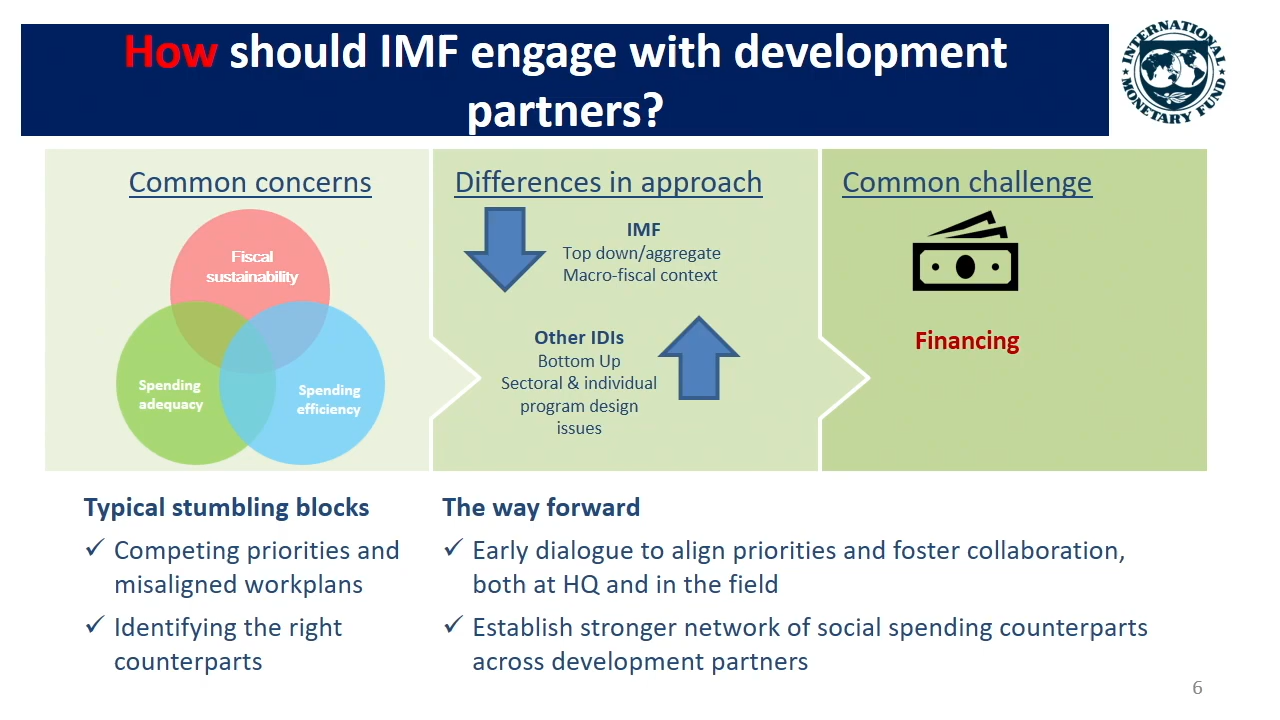 How should IMF engage with development
partners?
INTERNATIONAL
MONETARY FUND
Common concerns
Fiscal
sustainability
Spending
adequacy
Spending
efficiency
Differences in approach
IMF
Top down/aggregate
Macro-fiscal context
Other IDIs
Bottom Up
Sectoral & individual
program design
issues
Common challenge
Financing
Typical stumbling blocks
✓ Competing priorities and
misaligned workplans
✓ Identifying the right
counterparts
The way forward
✓ Early dialogue to align priorities and foster collaboration,
both at HQ and in the field
✓ Establish stronger network of social spending counterparts
across development partners
6